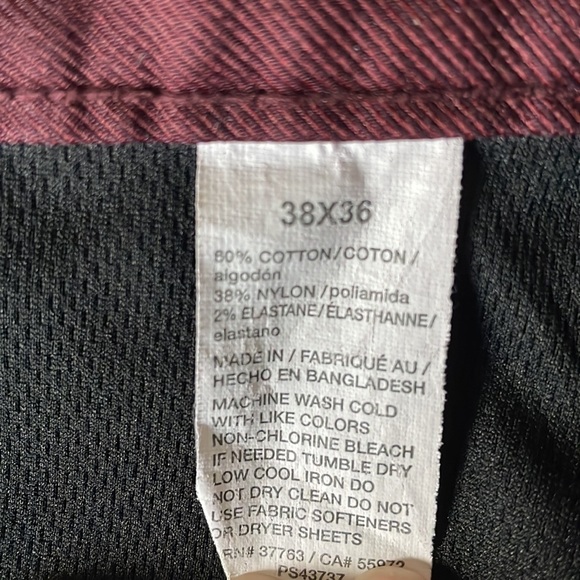 38X36
60% COTTON/COTON/
algodón
38% NYLON/poliamida
2% ELASTANE/ÉLASTHANNE/
elastano
MADE IN / FABRIQUÉ AU /
HECHO EN BANGLADESH
MACHINE WASH COLD
WITH LIKE COLORS
NON-CHLORINE BLEACH
IF NEEDED TUMBLE DRY
LOW COOL IRON DO
NOT DRY CLEAN DO NOT
USE FABRIC SOFTENERS
OR DRYER SHEETS
RN# 37763 / CA# 55972
PS43737